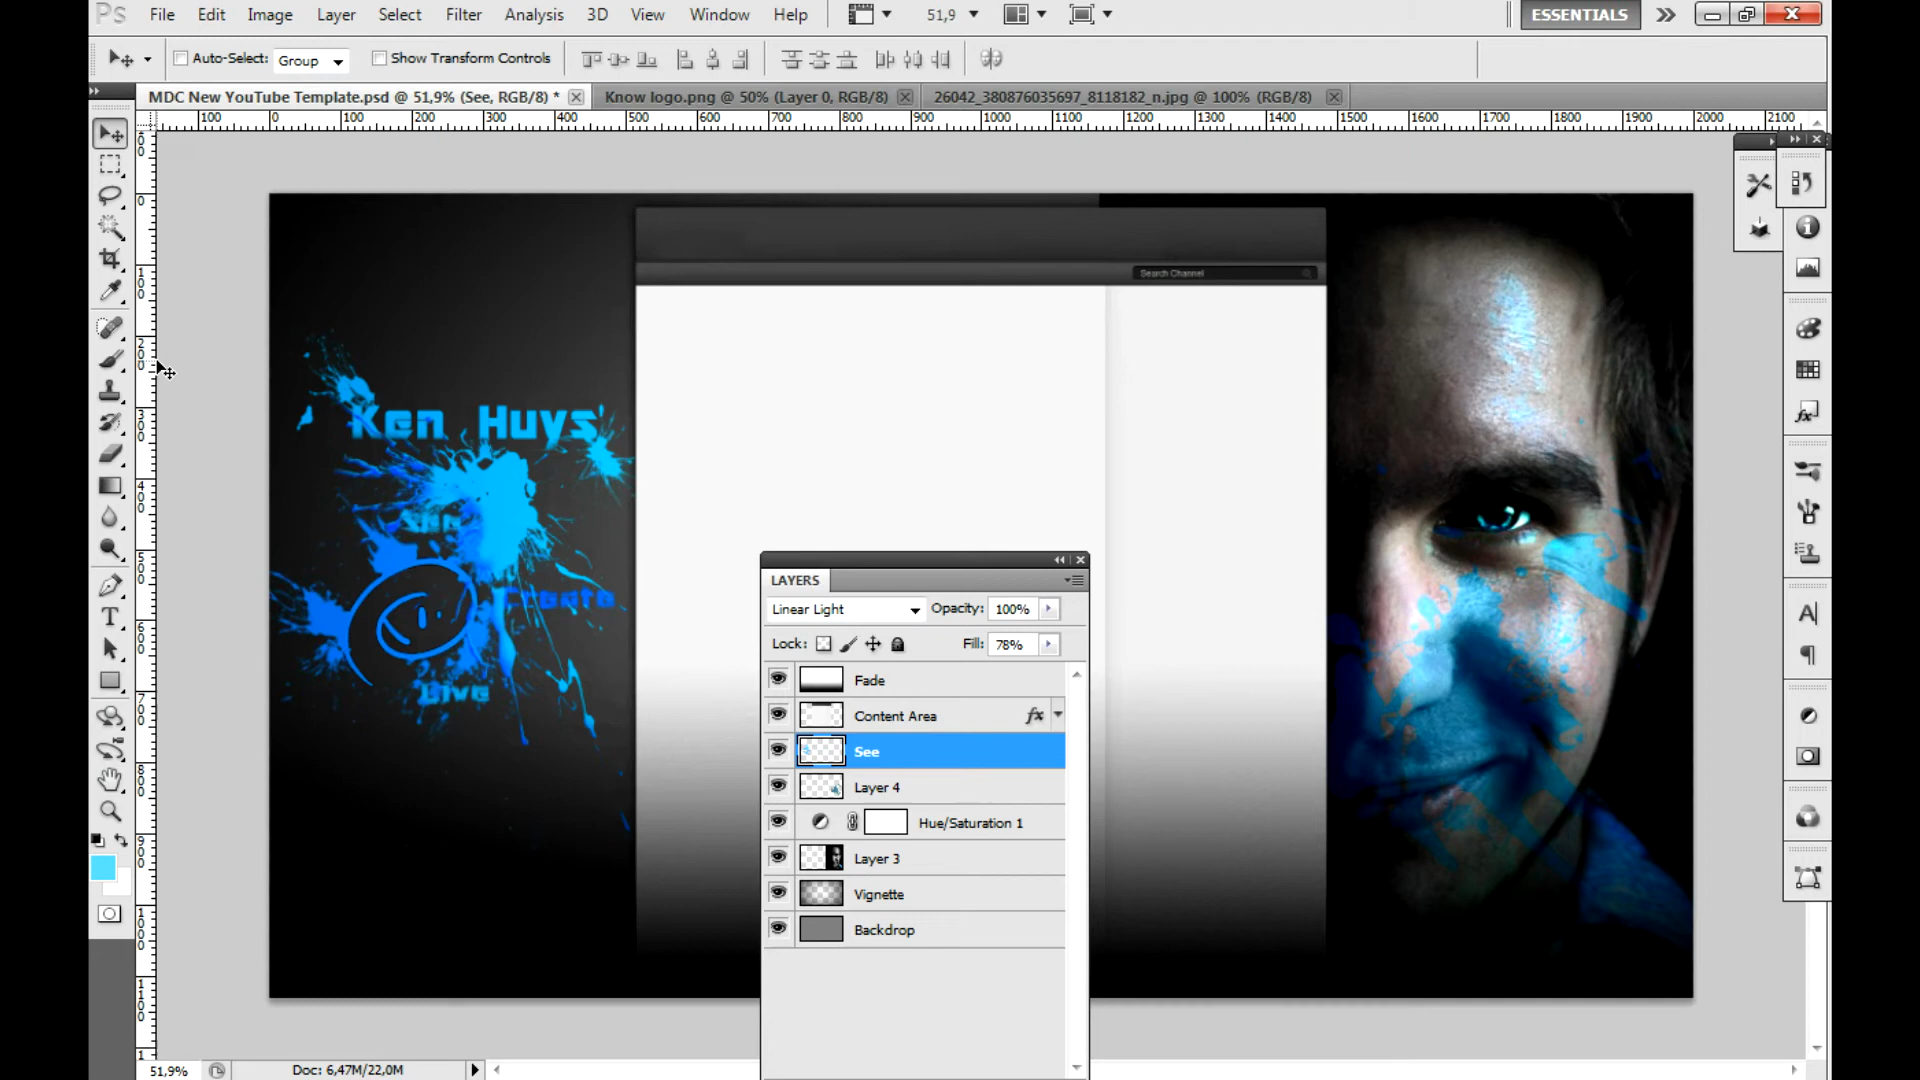 Ps File Edit Image Layer Select Filter Analysis 3D View Window Help 51,9 ESSENTIALS
Auto-Select: Group Show Transform Controls
MDC New YouTube Template.psd @ 51,9% (See, RGB/8) * Know logo.png @ 50% (Layer 0, RGB/8) 26042_380876035697_8118182_n.jpg @ 100% (RGB/8)
100 0 100 200 300 400 500 600 700 800 900 1000 1100 1200 1300 1400 1500 1600 1700 1800 1900 2000 2100
Search Channel
Ken Huys'
See
Create
Live
LAYERS
Linear Light Opacity: 100%
Lock: Fill: 78%
Fade
Content Area fx
See
Layer 4
Hue/Saturation 1
Layer 3
Vignette
Backdrop
51,9% Doc: 6,47M/22,0M